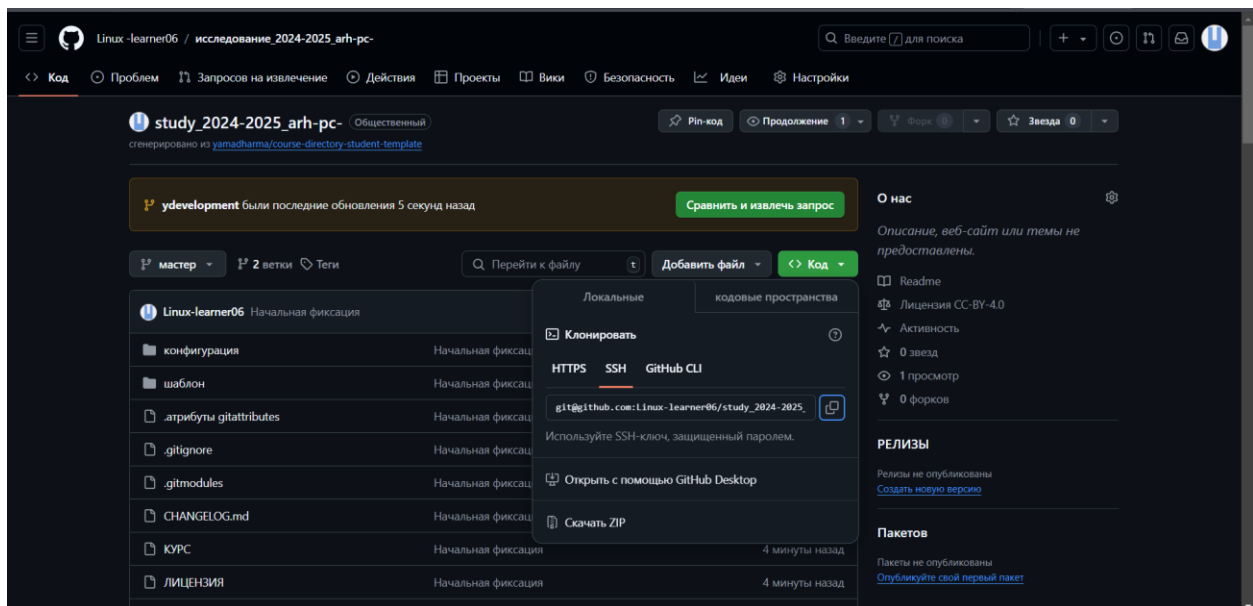 Linux -learner06 / исследование_2024-2025_arh-pc-
Введите / для поиска
Код Проблем Запросов на извлечение Действия Проекты Вики Безопасность Идеи Настройки
study_2024-2025_arh-pc- Общественный
Pin-код Продолжение 1 Форк 0 Звезда 0
сгенерировано из yamadharma/course-directory-student-template
ydevelopment были последние обновления 5 секунд назад
Сравнить и извлечь запрос
мастер 2 ветки Теги
Перейти к файлу t
Добавить файл
Код
Linux-learner06 Начальная фиксация
конфигурация Начальная фиксац
шаблон Начальная фиксац
.атрибуты gitattributes Начальная фиксац
.gitignore Начальная фиксац
.gitmodules Начальная фиксац
CHANGELOG.md Начальная фиксац
КУРС Начальная фиксация 4 минуты назад
ЛИЦЕНЗИЯ Начальная фиксация 4 минуты назад
Локальные кодовые пространства
Клонировать
HTTPS SSH GitHub CLI
git@github.com:Linux-learner06/study_2024-2025_
Используйте SSH-ключ, защищенный паролем.
Открыть с помощью GitHub Desktop
Скачать ZIP
О нас
Описание, веб-сайт или темы не
предоставлены.
Readme
Лицензия CC-BY-4.0
Активность
0 звезд
1 просмотр
0 форков
РЕЛИЗЫ
Релизы не опубликованы
Создать новую версию
Пакетов
Пакеты не опубликованы
Опубликуйте свой первый пакет